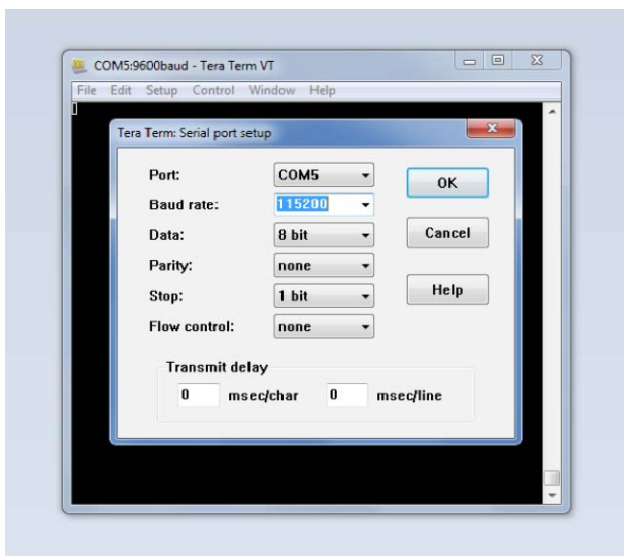 COM5:9600baud - Tera Term VT
File Edit Setup Control Window Help
Tera Term: Serial port setup
Port: COM5
OK
Baud rate: 115200
Data: 8 bit
Cancel
Parity: none
Stop: 1 bit
Help
Flow control: none
Transmit delay
0 msec/char 0 msec/line